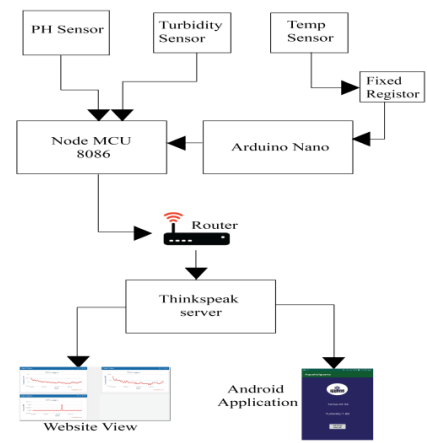 PH Sensor
Turbidity
Sensor
Temp
Sensor
Fixed
Registor
Node MCU
8086
Arduino Nano
Router
Thinkspeak
server
Website View
Android
Application